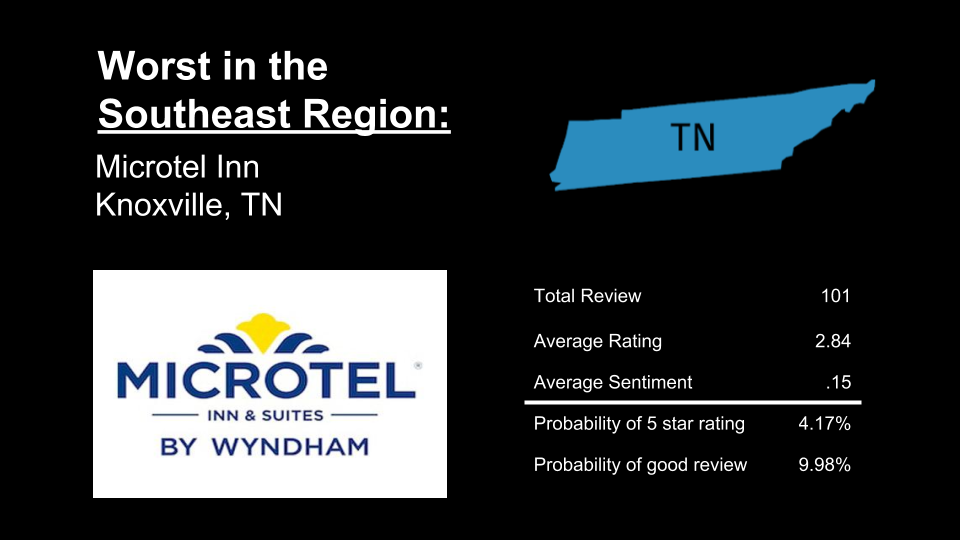 Worst in the
Southeast Region:
Microtel Inn
Knoxville, TN
TN
MICROTEL®
INN & SUITES
BY WYNDHAM
Total Review 101
Average Rating 2.84
Average Sentiment .15
Probability of 5 star rating 4.17%
Probability of good review 9.98%